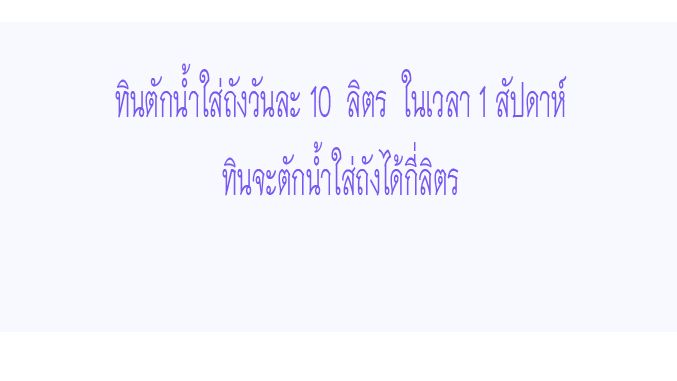 ทินตักน้ำใส่ถังวันละ 10 ลิตร ในเวลา 1 สัปดาห์
ทินจะตักน้ำใส่ถังได้กี่ลิตร